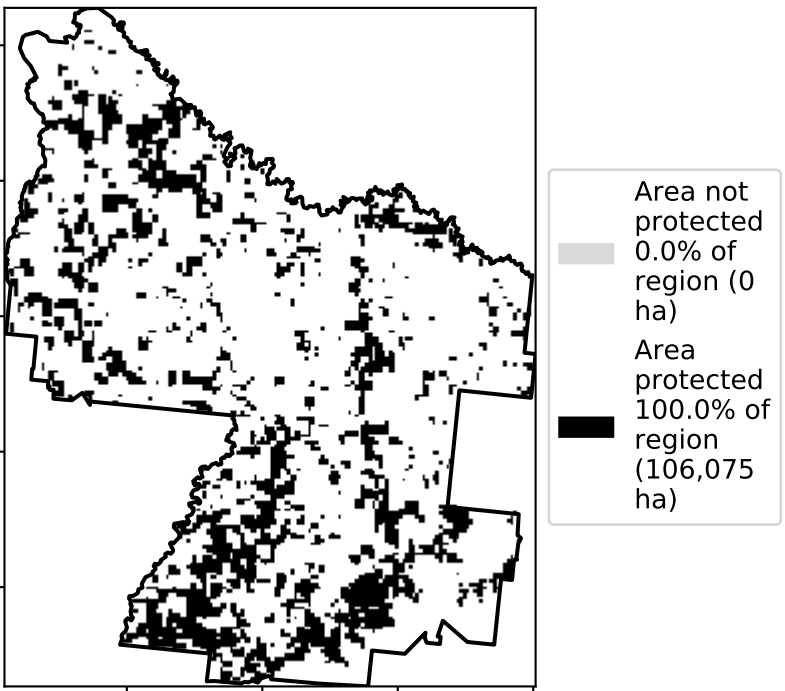 Area not
protected
0.0% of
region (0
ha)
Area
protected
100.0% of
region
(106,075
ha)